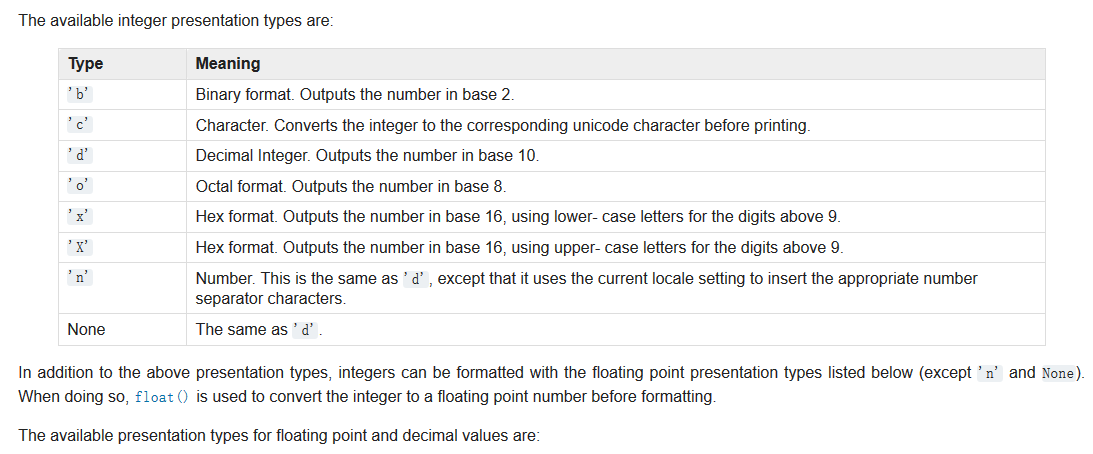 The available integer presentation types are:
Type Meaning
’b’ Binary format. Outputs the number in base 2.
’c’ Character. Converts the integer to the corresponding unicode character before printing.
’d’ Decimal Integer. Outputs the number in base 10.
’o’ Octal format. Outputs the number in base 8.
’x’ Hex format. Outputs the number in base 16, using lower- case letters for the digits above 9.
’X’ Hex format. Outputs the number in base 16, using upper- case letters for the digits above 9.
’n’ Number. This is the same as ’d’, except that it uses the current locale setting to insert the appropriate number
separator characters.
None The same as ’d’.
In addition to the above presentation types, integers can be formatted with the floating point presentation types listed below (except ’n’ and None).
When doing so, float() is used to convert the integer to a floating point number before formatting.
The available presentation types for floating point and decimal values are: